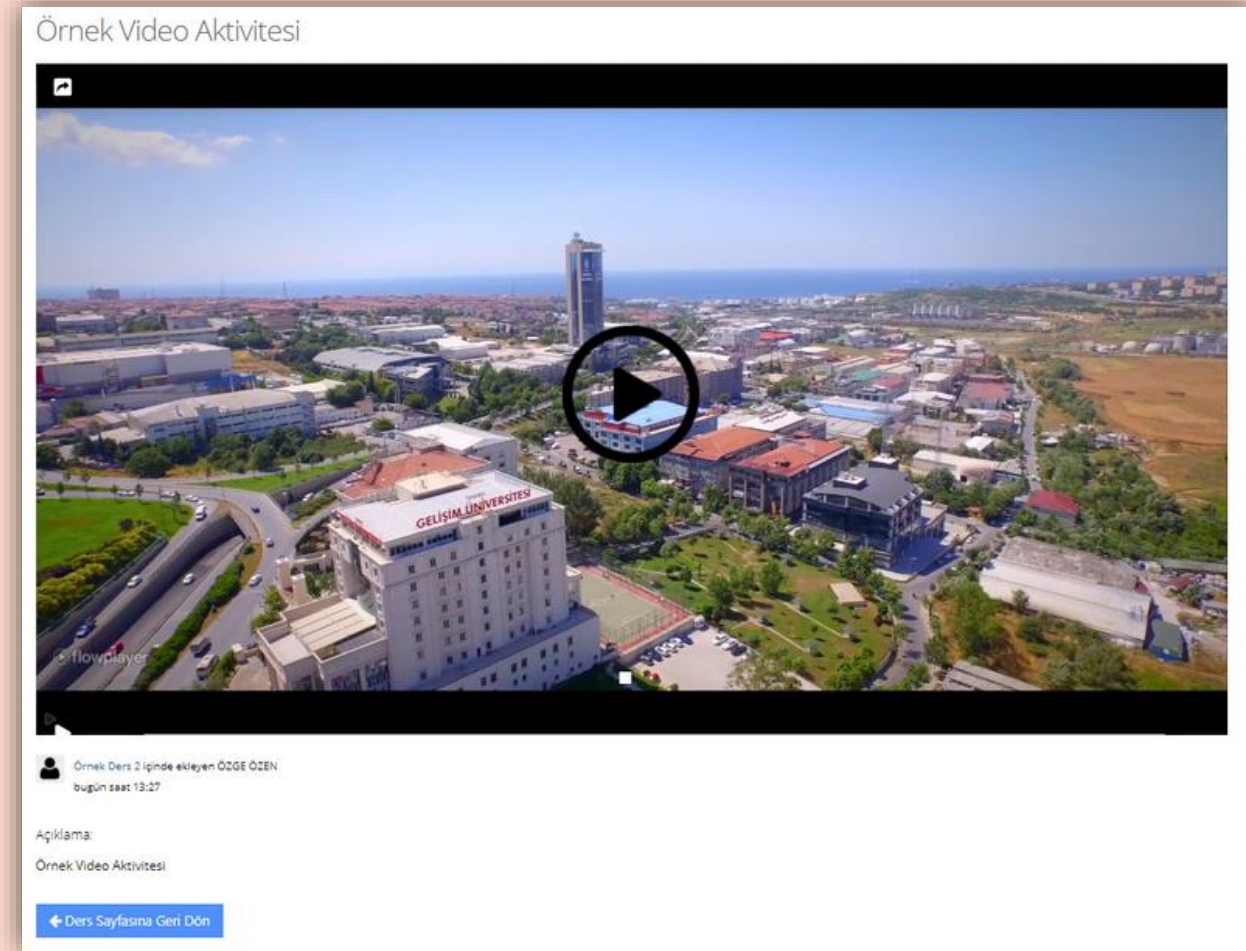 Örnek Video Aktivitesi
GELİŞİM ÜNİVERSİTESİ
flowplayer
Örnek Ders 2 içinde ekleyen ÖZGE ÖZEN
bugün saat 13:27
Açıklama:
Örnek Video Aktivitesi
Ders Sayfasına Geri Dön